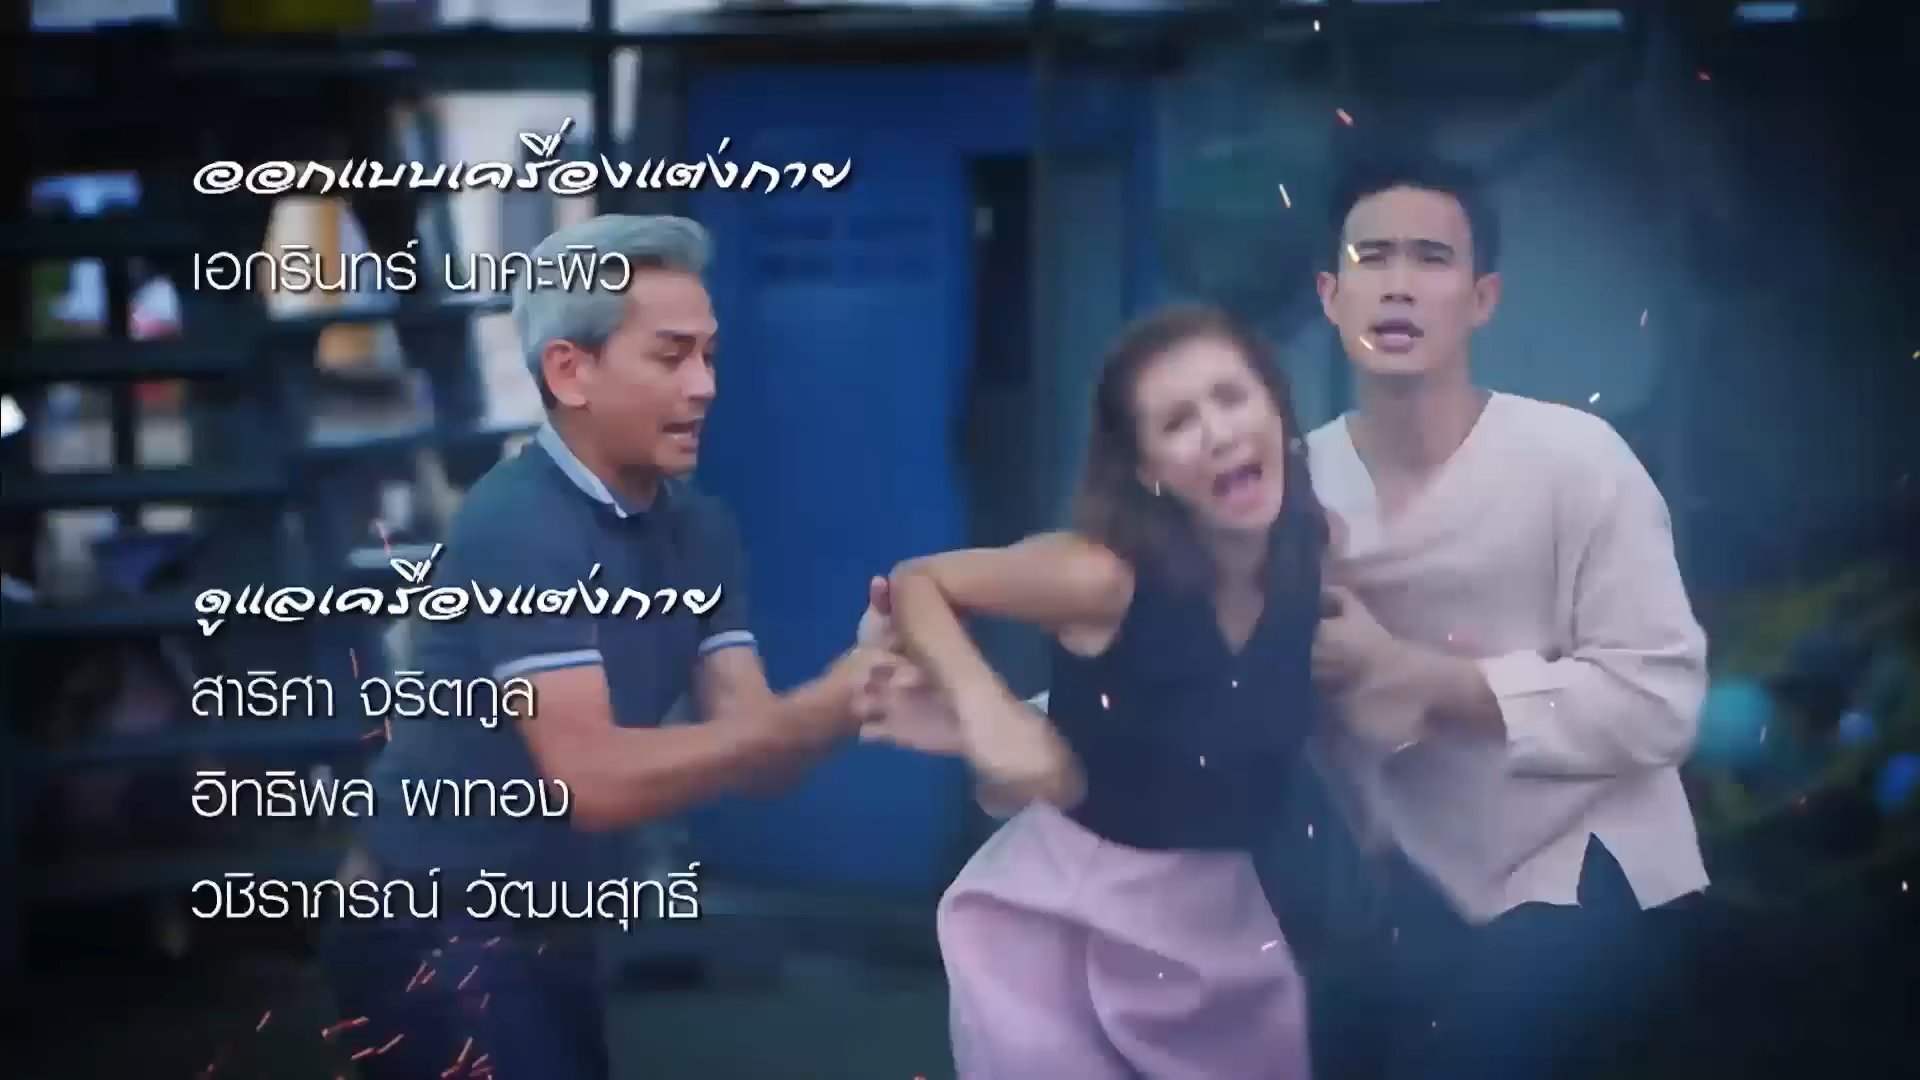 ออกแบบเครื่องแต่งกาย
เอกรินทร์ นาคะผิว
ดูแลเครื่องแต่งกาย
สาริศา จริตกูล
อิทธิพล ผาทอง
วชิราภรณ์ วัฒนสุทธิ์